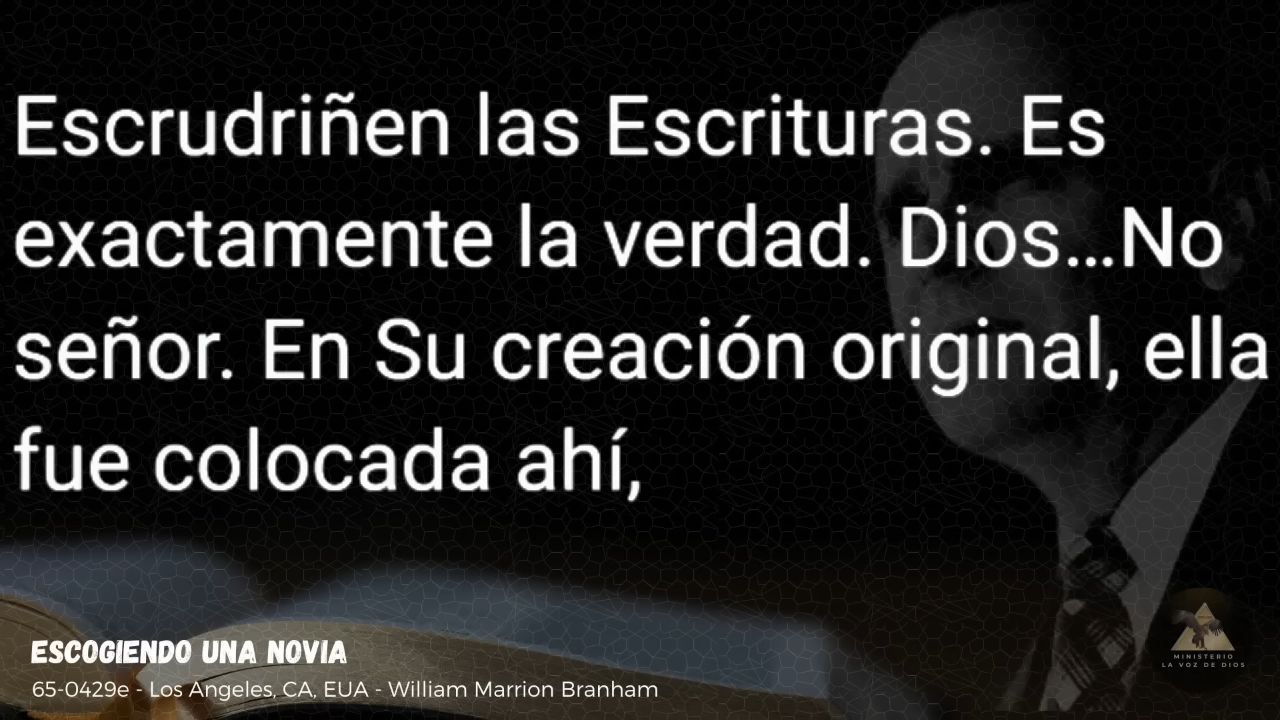 Escrudriñen las Escrituras. Es
exactamente la verdad. Dios...No
señor. En Su creación original, ella
fue colocada ahí,
ESCOGIENDO UNA NOVIA
65-0429e - Los Angeles, CA, EUA - William Marrion Branham
MINISTERIO
LA VOZ DE DIOS